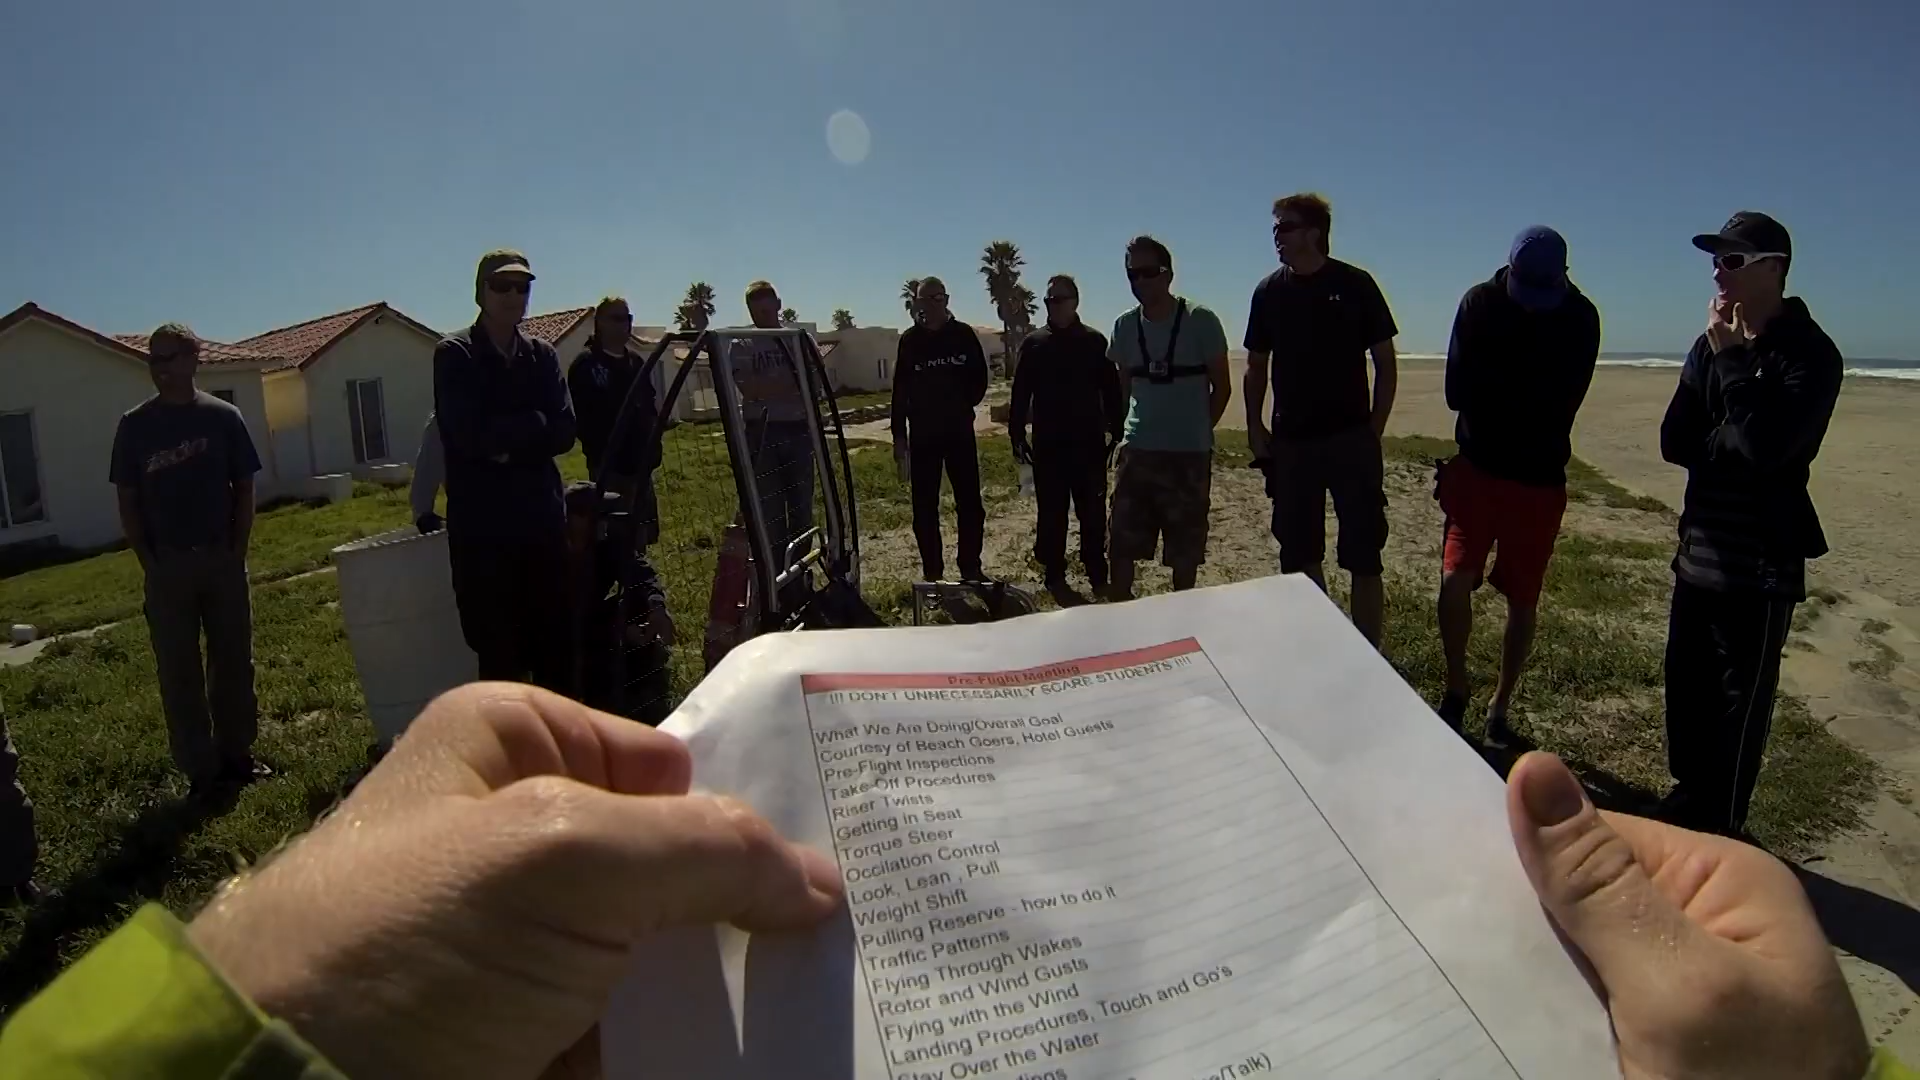 Pre-Flight Meeting
!!! DON'T UNNECESSARILY SCARE STUDENTS !!!!
What We Are Doing/Overall Goal
Courtesy of Beach Goers, Hotel Guests
Pre-Flight Inspections
Take-Off Procedures
Riser Twists
Getting in Seat
Torque Steer
Occilation Control
Look, Lean , Pull
Weight Shift
Pulling Reserve - how to do it
Traffic Patterns
Flying Through Wakes
Rotor and Wind Gusts
Flying with the Wind
Landing Procedures, Touch and Go's
Stay Over the Water
/Talk)